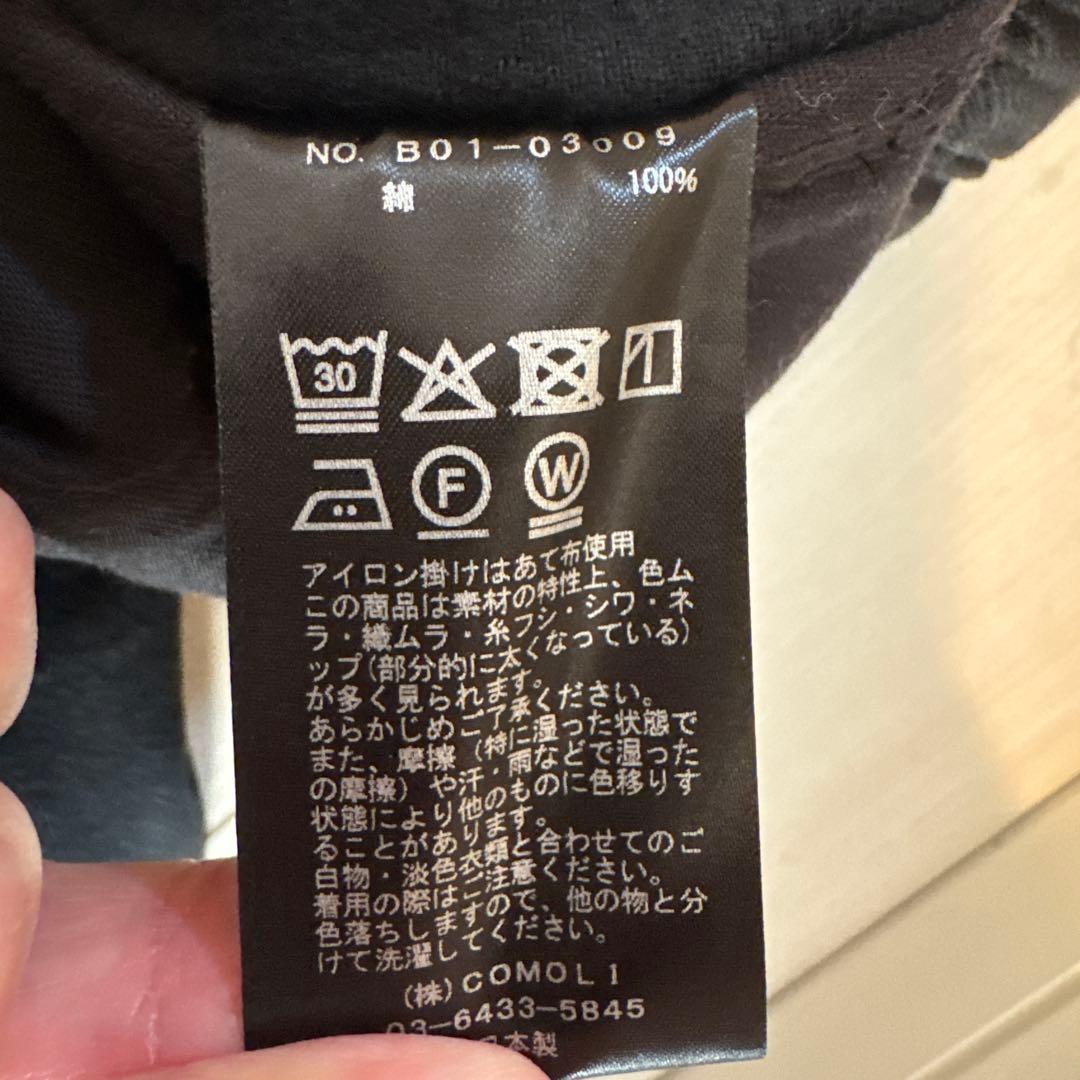 NO. B01-03009
綿 100%
30
F W
アイロン掛けはあて布使用
この商品は素材の特性上、色ム
ラ・織ムラ・糸フシ・シワ・ネ
ップ(部分的に太くなっている)
が多く見られます。
あらかじめご了承ください。
また、摩擦(特に湿った状態で
の摩擦)や汗・雨などで湿った
状態により他のものに色移りす
ることがあります。
白物・淡色衣類と合わせてのご
着用の際はご注意ください。
色落ちしますので、他の物と分
けて洗濯してください。
(株)COMOLI
03-6433-5845
日本製